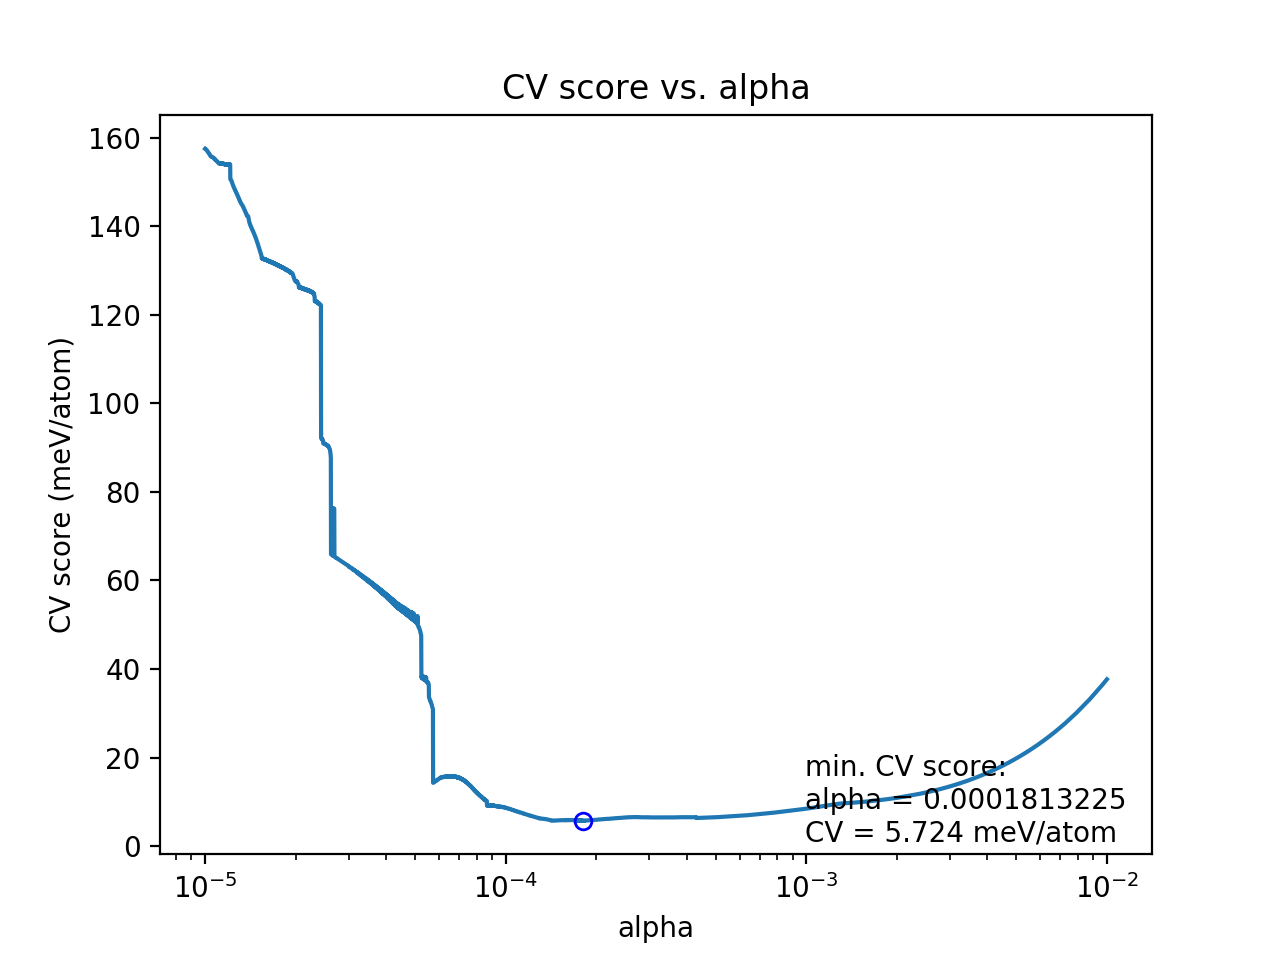 CV score vs. alpha
CV score (meV/atom)
160
140
120
100
80
60
40
20
0
min. CV score:
alpha = 0.0001813225
CV = 5.724 meV/atom
10⁻⁵ 10⁻⁴ 10⁻³ 10⁻²
alpha